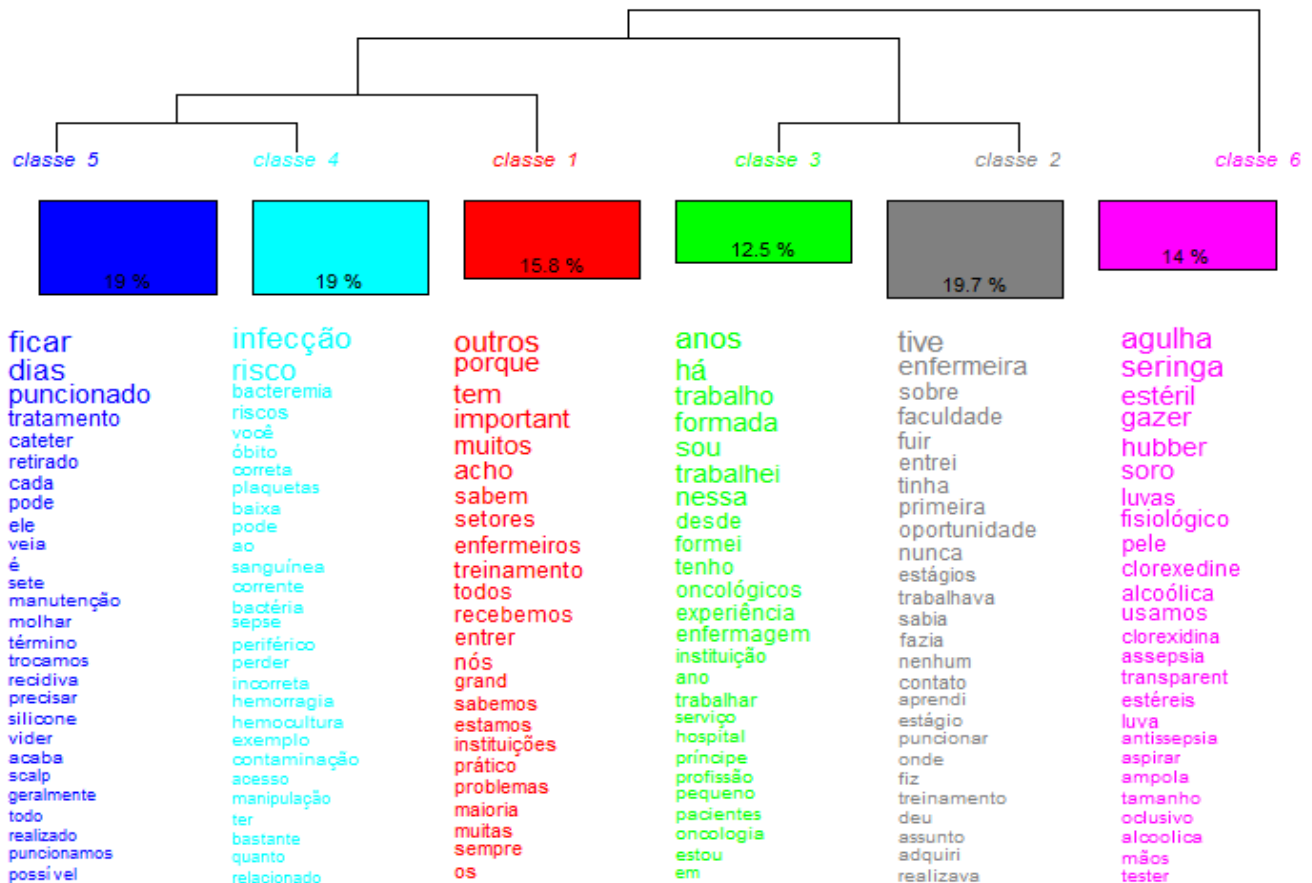 classe 5
classe 4
classe 1
classe 3
classe 2
classe 6
19 %
19 %
15.8 %
12.5 %
19.7 %
14 %
ficar
dias
puncionado
tratamento
cateter
retirado
cada
pode
ele
veia
é
sete
manutenção
molhar
término
trocamos
recidiva
precisar
silicone
vider
acaba
scalp
geralmente
todo
realizado
puncionamos
possível
infecção
risco
bacteremia
riscos
você
óbito
correta
plaquetas
baixa
pode
ao
sanguínea
corrente
bactéria
sepse
periférico
perder
incorreta
hemorragia
hemocultura
exemplo
contaminação
acesso
manipulação
ter
bastante
quanto
relacionado
outros
porque
tem
important
muitos
acho
sabem
setores
enfermeiros
treinamento
todos
recebemos
entrer
nós
grand
sabemos
estamos
instituições
prático
problemas
maioria
muitas
sempre
os
anos
há
trabalho
formada
sou
trabalhei
nessa
desde
formei
tenho
oncológicos
experiência
enfermagem
instituição
ano
trabalhar
serviço
hospital
príncipe
profissão
pequeno
pacientes
oncologia
estou
em
tive
enfermeira
sobre
faculdade
fuir
entrei
tinha
primeira
oportunidade
nunca
estágios
trabalhava
sabia
fazia
nenhum
contato
aprendi
estágio
puncionar
onde
fiz
treinamento
deu
assunto
adquiri
realizava
agulha
seringa
estéril
gazer
hubber
soro
luvas
fisiológico
pele
clorexedine
alcoólica
usamos
clorexidina
assepsia
transparent
estéreis
luva
antissepsia
aspirar
ampola
tamanho
oclusivo
alcoolica
mãos
tester